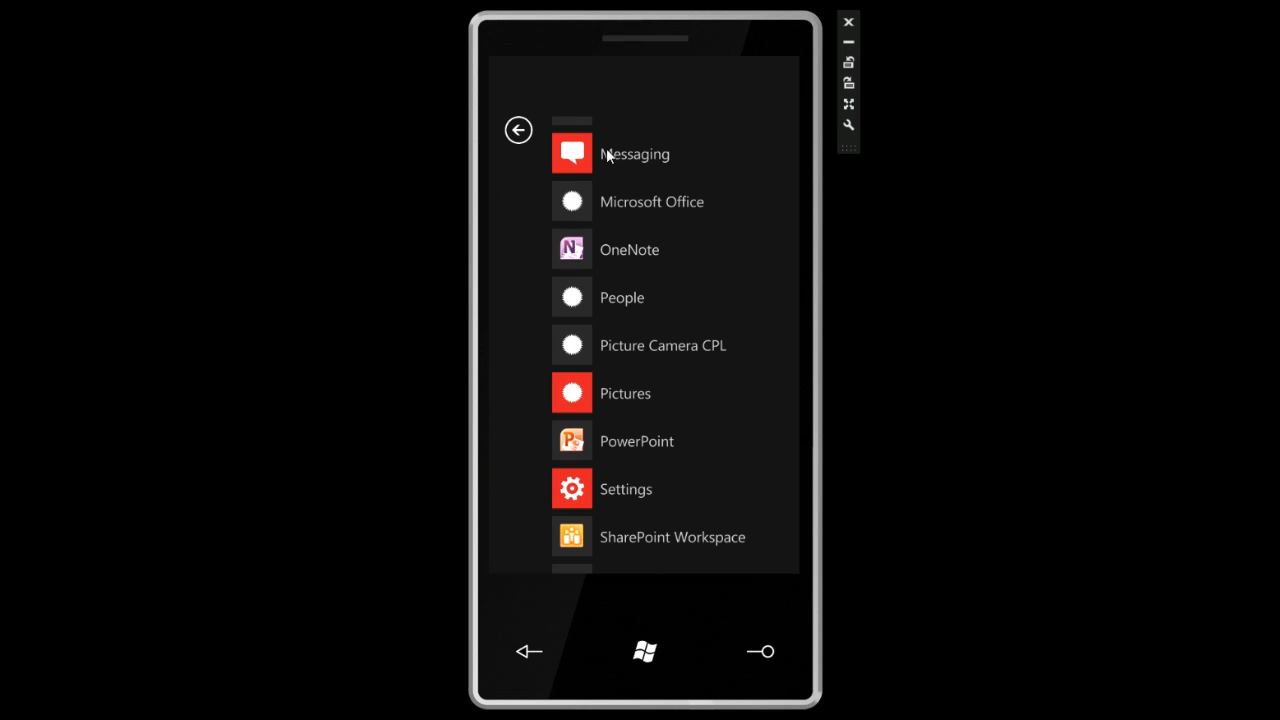 Messaging
Microsoft Office
OneNote
People
Picture Camera CPL
Pictures
PowerPoint
Settings
SharePoint Workspace